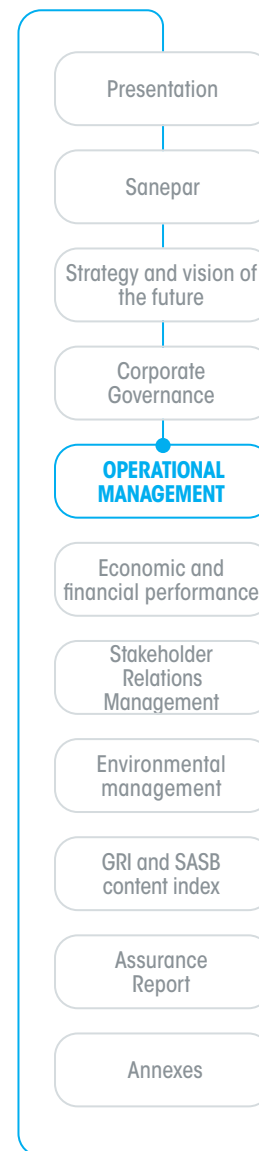 Presentation
Sanepar
Strategy and vision of
the future
Corporate
Governance
OPERATIONAL
MANAGEMENT
Economic and
financial performance
Stakeholder
Relations
Management
Environmental
management
GRI and SASB
content index
Assurance
Report
Annexes